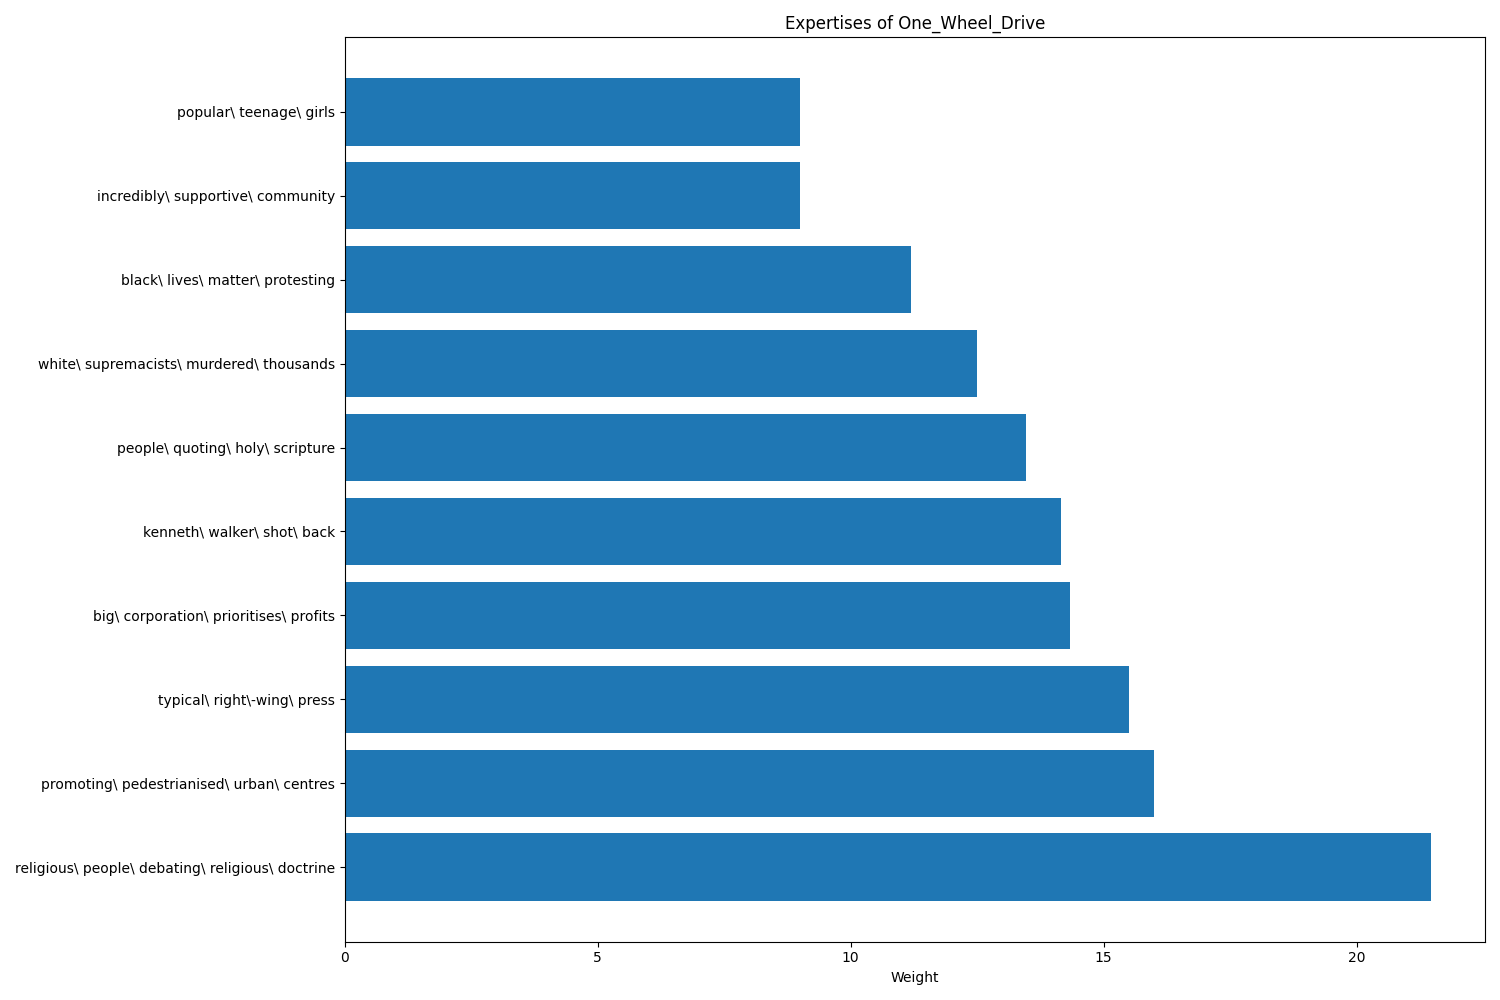 Expertises of One_Wheel_Drive
popular\ teenage\ girls
incredibly\ supportive\ community
black\ lives\ matter\ protesting
white\ supremacists\ murdered\ thousands
people\ quoting\ holy\ scripture
kenneth\ walker\ shot\ back
big\ corporation\ prioritises\ profits
typical\ right\-wing\ press
promoting\ pedestrianised\ urban\ centres
religious\ people\ debating\ religious\ doctrine
0 5 10 15 20
Weight